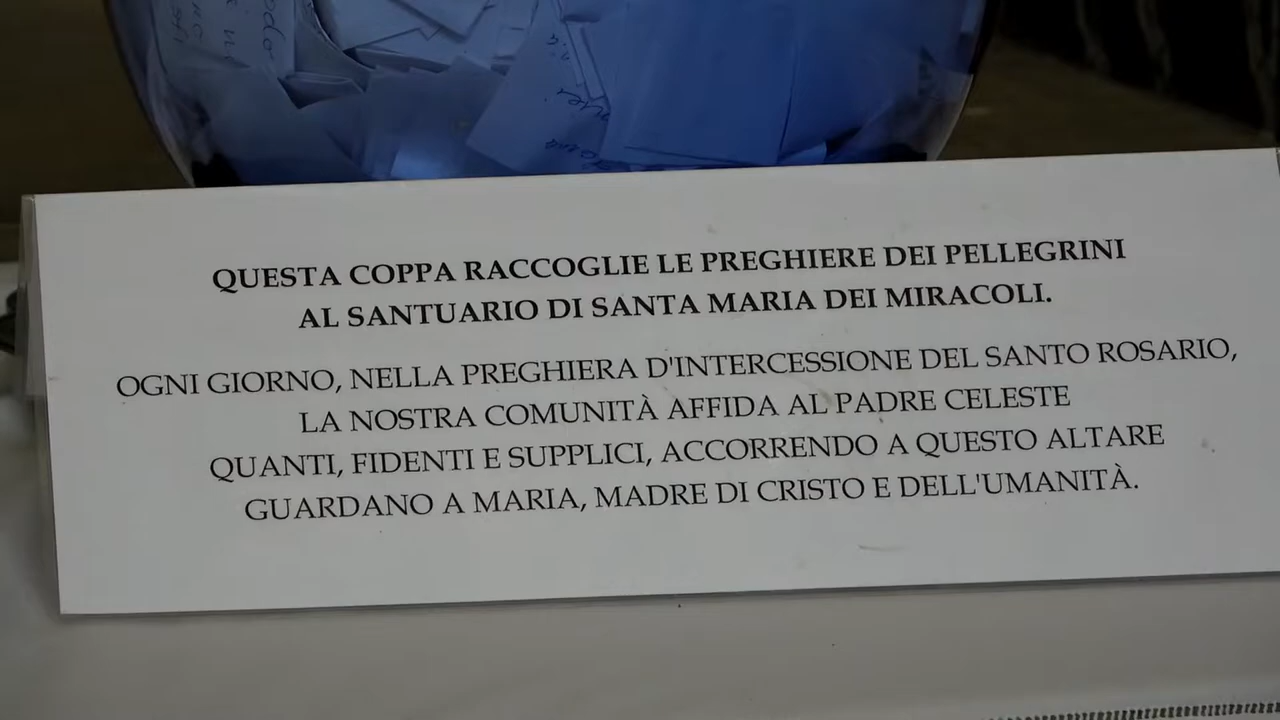 QUESTA COPPA RACCOGLIE LE PREGHIERE DEI PELLEGRINI
AL SANTUARIO DI SANTA MARIA DEI MIRACOLI.
OGNI GIORNO, NELLA PREGHIERA D'INTERCESSIONE DEL SANTO ROSARIO,
LA NOSTRA COMUNITÀ AFFIDA AL PADRE CELESTE
QUANTI, FIDENTI E SUPPLICI, ACCORRENDO A QUESTO ALTARE
GUARDANO A MARIA, MADRE DI CRISTO E DELL'UMANITÀ.